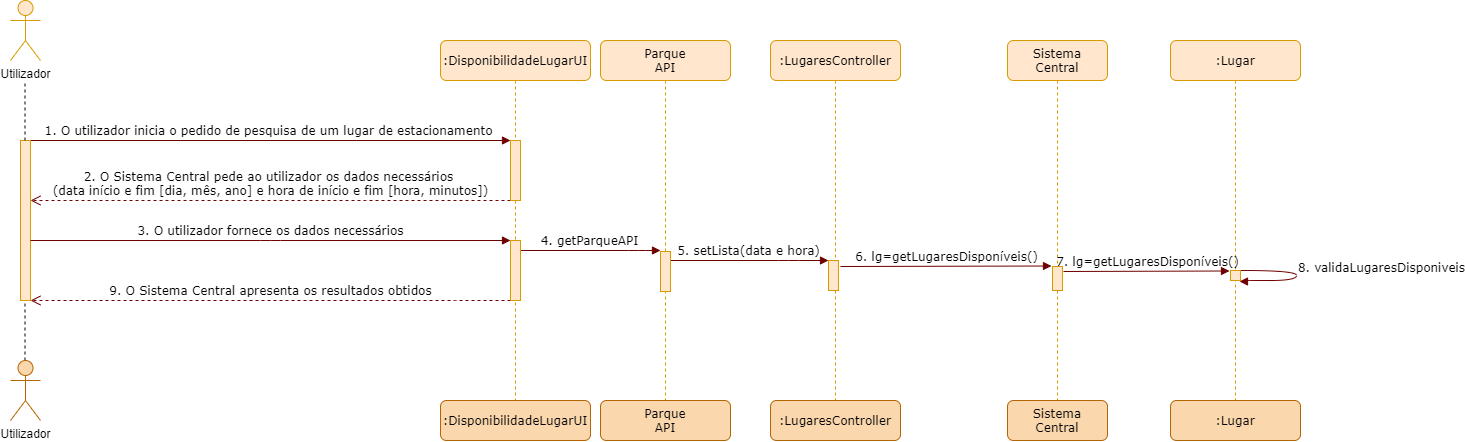 Utilizador
:DisponibilidadeLugarUI
Parque
API
:LugaresController
Sistema
Central
:Lugar
1. O utilizador inicia o pedido de pesquisa de um lugar de estacionamento
2. O Sistema Central pede ao utilizador os dados necessários
(data início e fim [dia, mês, ano] e hora de início e fim [hora, minutos])
3. O utilizador fornece os dados necessários
4. getParqueAPI
5. setLista(data e hora)
6. lg=getLugaresDisponíveis()
7. lg=getLugaresDisponíveis()
8. validaLugaresDisponiveis
9. O Sistema Central apresenta os resultados obtidos
Utilizador
:DisponibilidadeLugarUI
Parque
API
:LugaresController
Sistema
Central
:Lugar